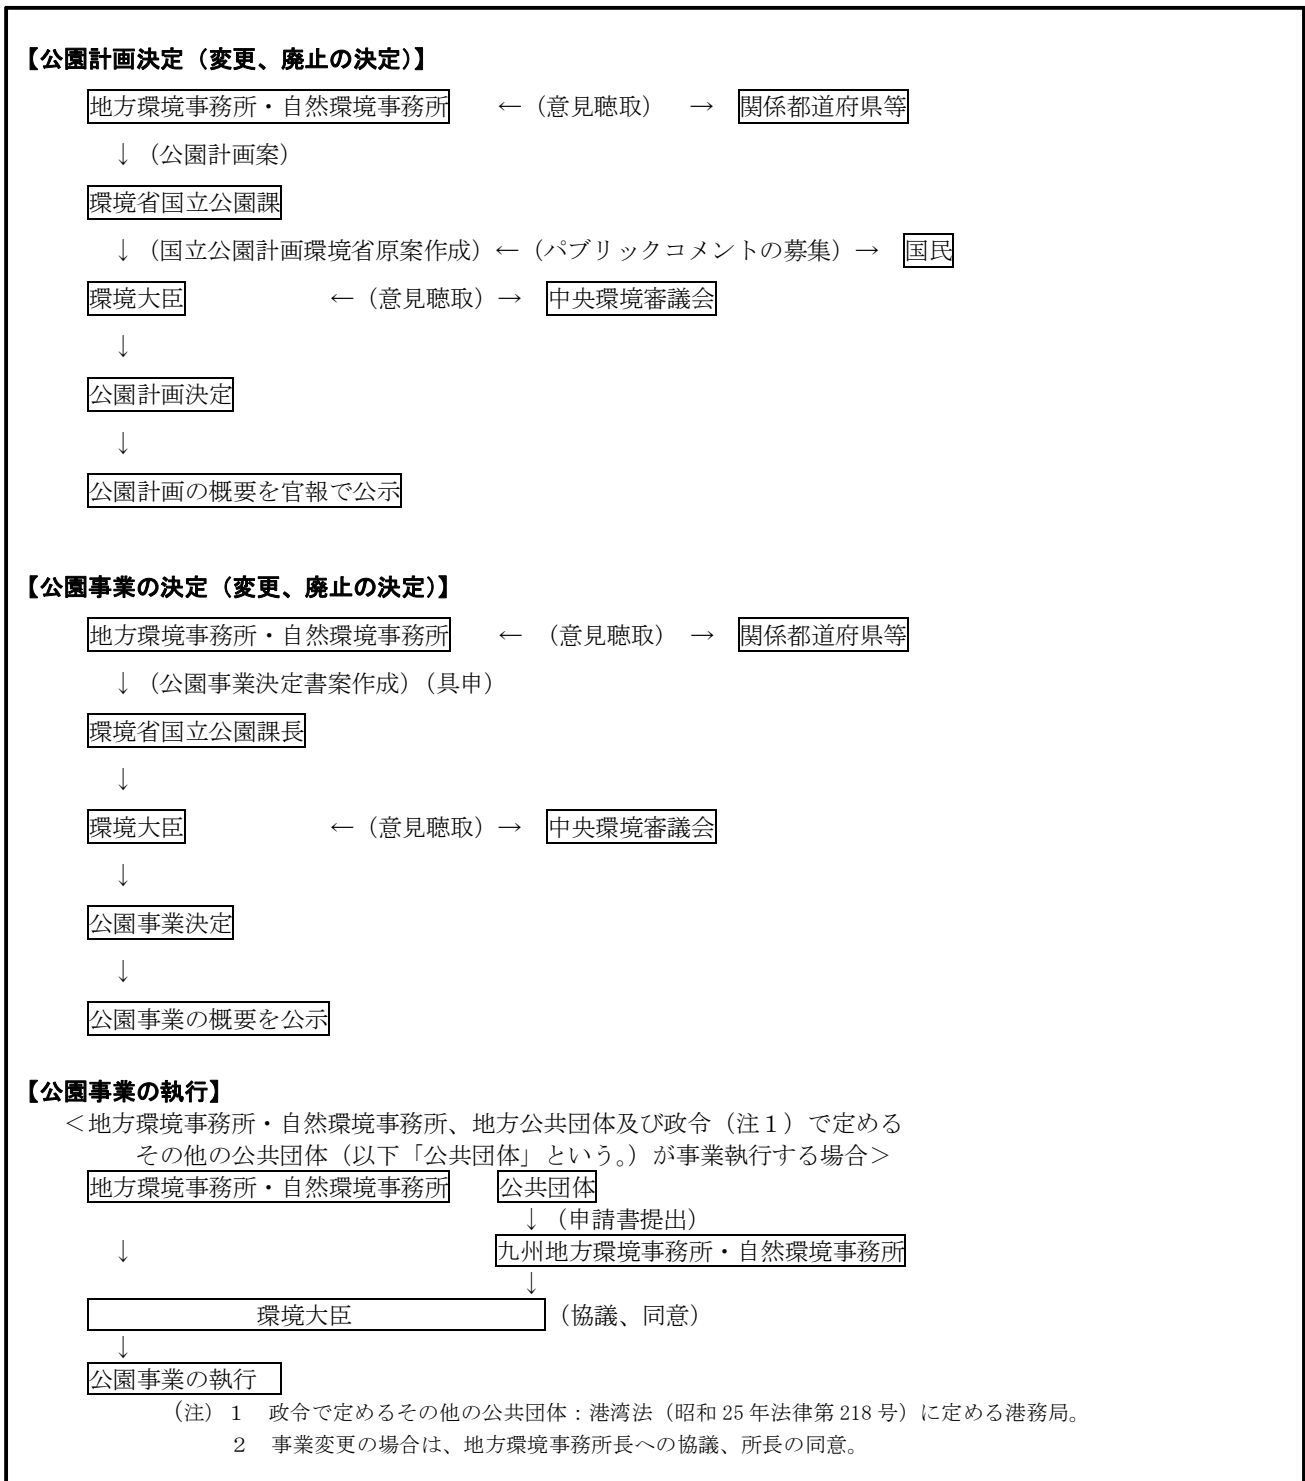 【公園計画決定（変更、廃止の決定）】
地方環境事務所・自然環境事務所　←（意見聴取）　→　関係都道府県等
↓（公園計画案）
環境省国立公園課
↓（国立公園計画環境省原案作成）←（パブリックコメントの募集）→　国民
環境大臣　←（意見聴取）→　中央環境審議会
↓
公園計画決定
↓
公園計画の概要を官報で公示
【公園事業の決定（変更、廃止の決定）】
地方環境事務所・自然環境事務所　←　（意見聴取）　→　関係都道府県等
↓（公園事業決定書案作成）（具申）
環境省国立公園課長
↓
環境大臣　←（意見聴取）→　中央環境審議会
↓
公園事業決定
↓
公園事業の概要を公示
【公園事業の執行】
＜地方環境事務所・自然環境事務所、地方公共団体及び政令（注１）で定める
その他の公共団体（以下「公共団体」という。）が事業執行する場合＞
地方環境事務所・自然環境事務所　公共団体
↓（申請書提出）
↓　九州地方環境事務所・自然環境事務所
↓
環境大臣　（協議、同意）
↓
公園事業の執行
（注）１　政令で定めるその他の公共団体：港湾法（昭和 25 年法律第 218 号）に定める港務局。
２　事業変更の場合は、地方環境事務所長への協議、所長の同意。